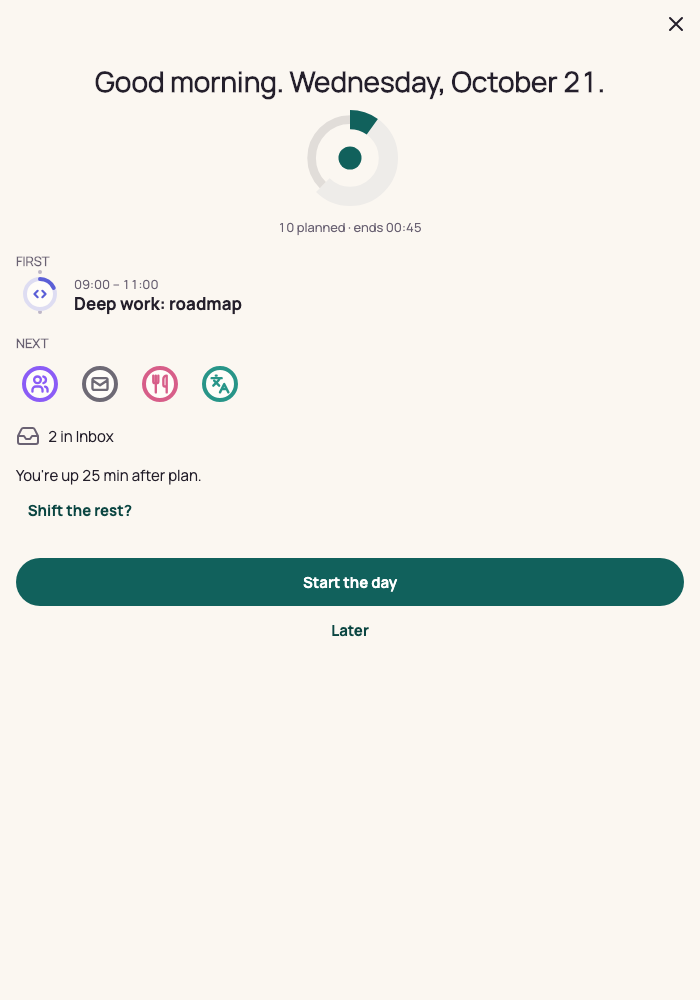 Good morning. Wednesday, October 21.
10 planned · ends 00:45
FIRST
09:00 – 11:00
Deep work: roadmap
NEXT
2 in Inbox
You're up 25 min after plan.
Shift the rest?
Start the day
Later